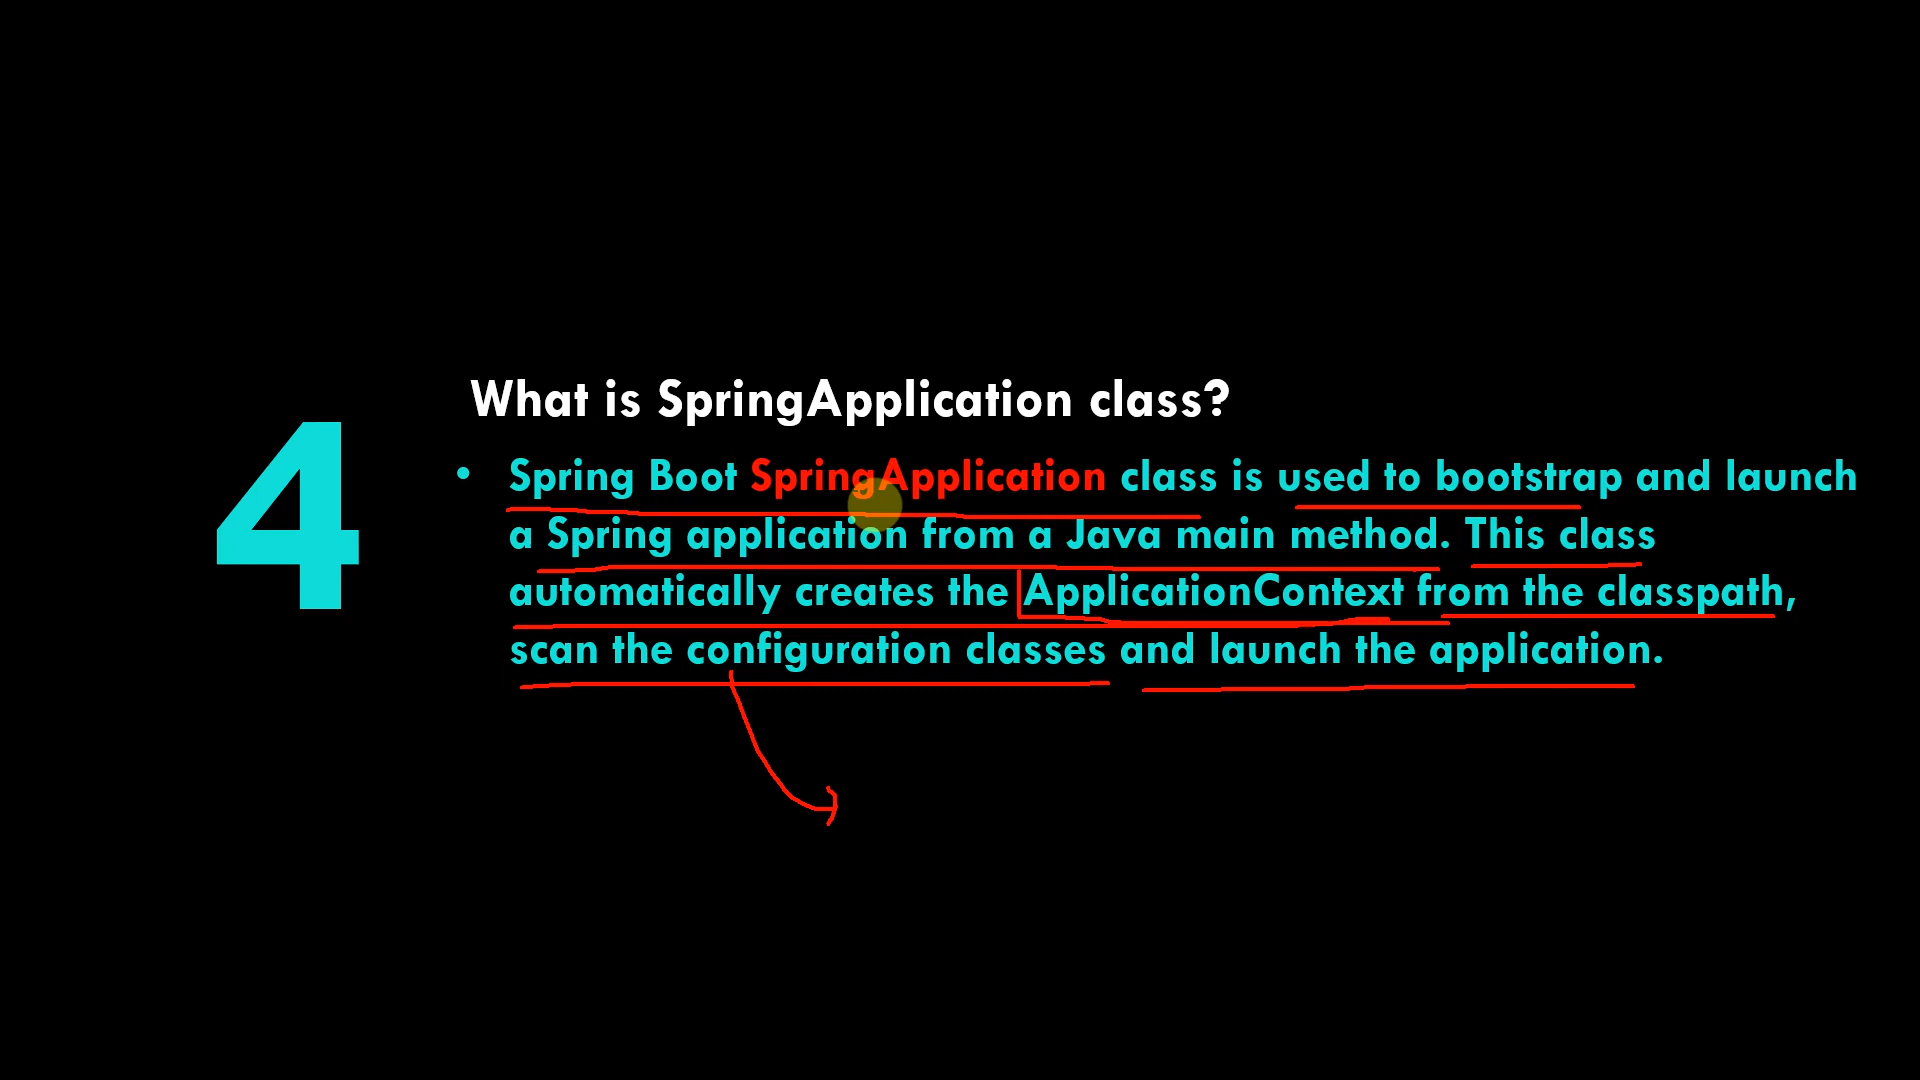 4
What is SpringApplication class?
• Spring Boot SpringApplication class is used to bootstrap and launch
a Spring application from a Java main method. This class
automatically creates the ApplicationContext from the classpath,
scan the configuration classes and launch the application.